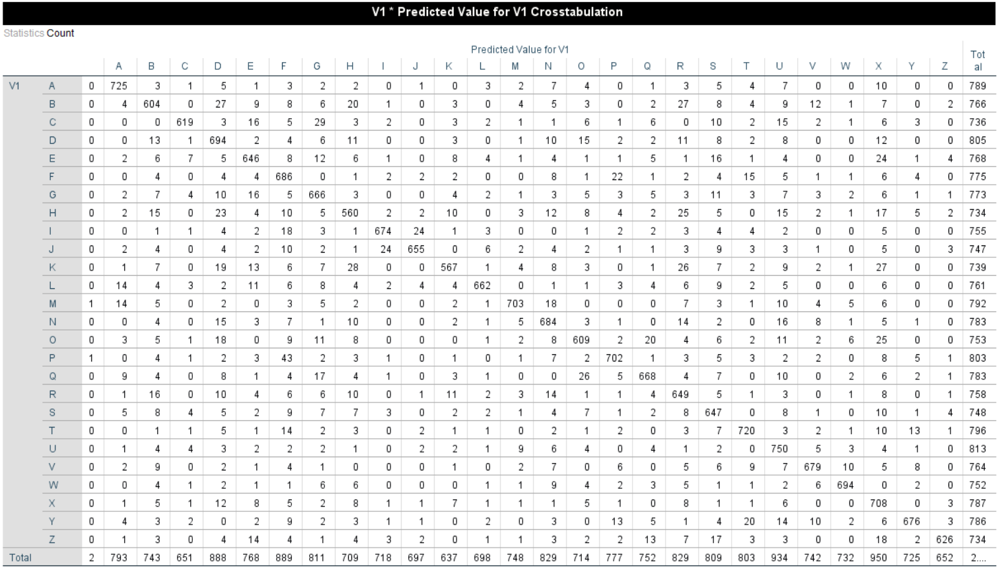 V1 * Predicted Value for V1 Crosstabulation
Statistics Count
Predicted Value for V1
Total
A B C D E F G H I J K L M N O P Q R S T U V W X Y Z
V1 A 0 725 3 1 5 1 3 2 2 0 1 0 3 2 7 4 0 1 3 5 4 7 0 0 10 0 0 789
B 0 4 604 0 27 9 8 6 20 1 0 3 0 4 5 3 0 2 27 8 4 9 12 1 7 0 2 766
C 0 0 0 619 3 16 5 29 3 2 0 3 2 1 1 6 1 6 0 10 2 15 2 1 6 3 0 736
D 0 0 13 1 694 2 4 6 11 0 0 3 0 1 10 15 2 2 11 8 2 8 0 0 12 0 0 805
E 0 2 6 7 5 646 8 12 6 1 0 8 4 1 4 1 1 5 1 16 1 4 0 0 24 1 4 768
F 0 0 4 0 4 4 686 0 1 2 2 2 0 0 8 1 22 1 2 4 15 5 1 1 6 4 0 775
G 0 2 7 4 10 16 5 666 3 0 0 4 2 1 3 5 3 5 3 11 3 7 3 2 6 1 1 773
H 0 2 15 0 23 4 10 5 560 2 2 10 0 3 12 8 4 2 25 5 0 15 2 1 17 5 2 734
I 0 0 1 1 4 2 18 3 1 674 24 1 3 0 0 1 2 2 3 4 4 2 0 0 5 0 0 755
J 0 2 4 0 4 2 10 2 1 24 655 0 6 2 4 2 1 1 3 9 3 3 1 0 5 0 3 747
K 0 1 7 0 19 13 6 7 28 0 0 567 1 4 8 3 0 1 26 7 2 9 2 1 27 0 0 739
L 0 14 4 3 2 11 6 8 4 2 4 4 662 0 1 1 3 4 6 9 2 5 0 0 6 0 0 761
M 1 14 5 0 2 0 3 5 2 0 0 2 1 703 18 0 0 0 7 3 1 10 4 5 6 0 0 792
N 0 0 4 0 15 3 7 1 10 0 0 2 1 5 684 3 1 0 14 2 0 16 8 1 5 1 0 783
O 0 3 5 1 18 0 9 11 8 0 0 0 1 2 8 609 2 20 4 6 2 11 2 6 25 0 0 753
P 1 0 4 1 2 3 43 2 3 1 0 1 0 1 7 2 702 1 3 5 3 2 2 0 8 5 1 803
Q 0 9 4 0 8 1 4 17 4 1 0 3 1 0 0 26 5 668 4 7 0 10 0 2 6 2 1 783
R 0 1 16 0 10 4 6 6 10 0 1 11 2 3 14 1 1 4 649 5 1 3 0 1 8 0 1 758
S 0 5 8 4 5 2 9 7 7 3 0 2 2 1 4 7 1 2 8 647 0 8 1 0 10 1 4 748
T 0 0 1 1 5 1 14 2 3 0 2 1 1 0 2 1 2 0 3 7 720 3 2 1 10 13 1 796
U 0 1 4 4 3 2 2 2 1 0 2 2 1 9 6 4 0 4 1 2 0 750 5 3 4 1 0 813
V 0 2 9 0 2 1 4 1 0 0 0 1 0 2 7 0 6 0 5 6 9 7 679 10 5 8 0 764
W 0 0 4 1 2 1 1 6 6 0 0 0 1 1 9 4 2 3 5 1 1 2 6 694 0 2 0 752
X 0 1 5 1 12 8 5 2 8 1 1 7 1 1 1 5 1 0 8 1 1 6 0 0 708 0 3 787
Y 0 4 3 2 0 2 9 2 3 1 1 0 2 0 3 0 13 5 1 4 20 14 10 2 6 676 3 786
Z 0 1 3 0 4 14 4 1 4 3 2 0 1 1 3 2 2 13 7 17 3 3 0 0 18 2 626 734
Total 2 793 743 651 888 768 889 811 709 718 697 637 698 748 829 714 777 752 829 809 803 934 742 732 950 725 652 2....